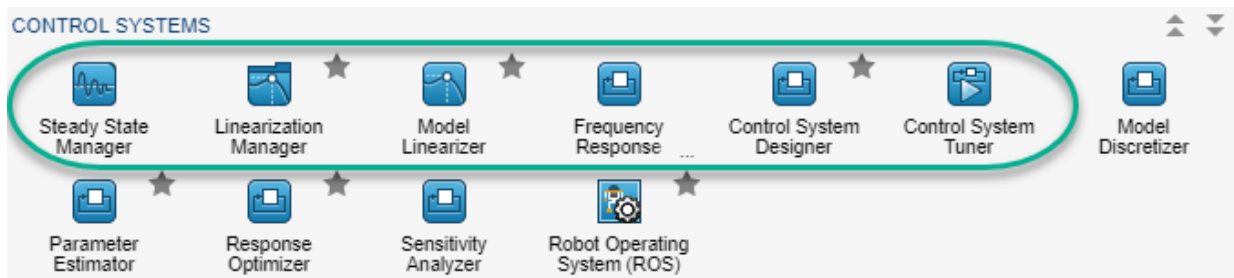 CONTROL SYSTEMS
Steady State
Manager
Linearization
Manager
Model
Linearizer
Frequency
Response ...
Control System
Designer
Control System
Tuner
Model
Discretizer
Parameter
Estimator
Response
Optimizer
Sensitivity
Analyzer
Robot Operating
System (ROS)